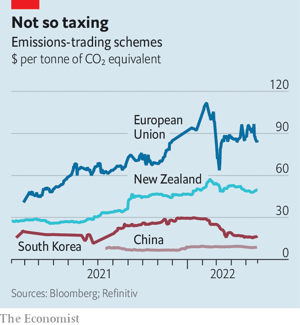 Not so taxing
Emissions-trading schemes
$ per tonne of CO₂ equivalent
120
European
Union
90
New Zealand
60
30
South Korea
China
0
2021
2022
Sources: Bloomberg; Refinitiv
The Economist